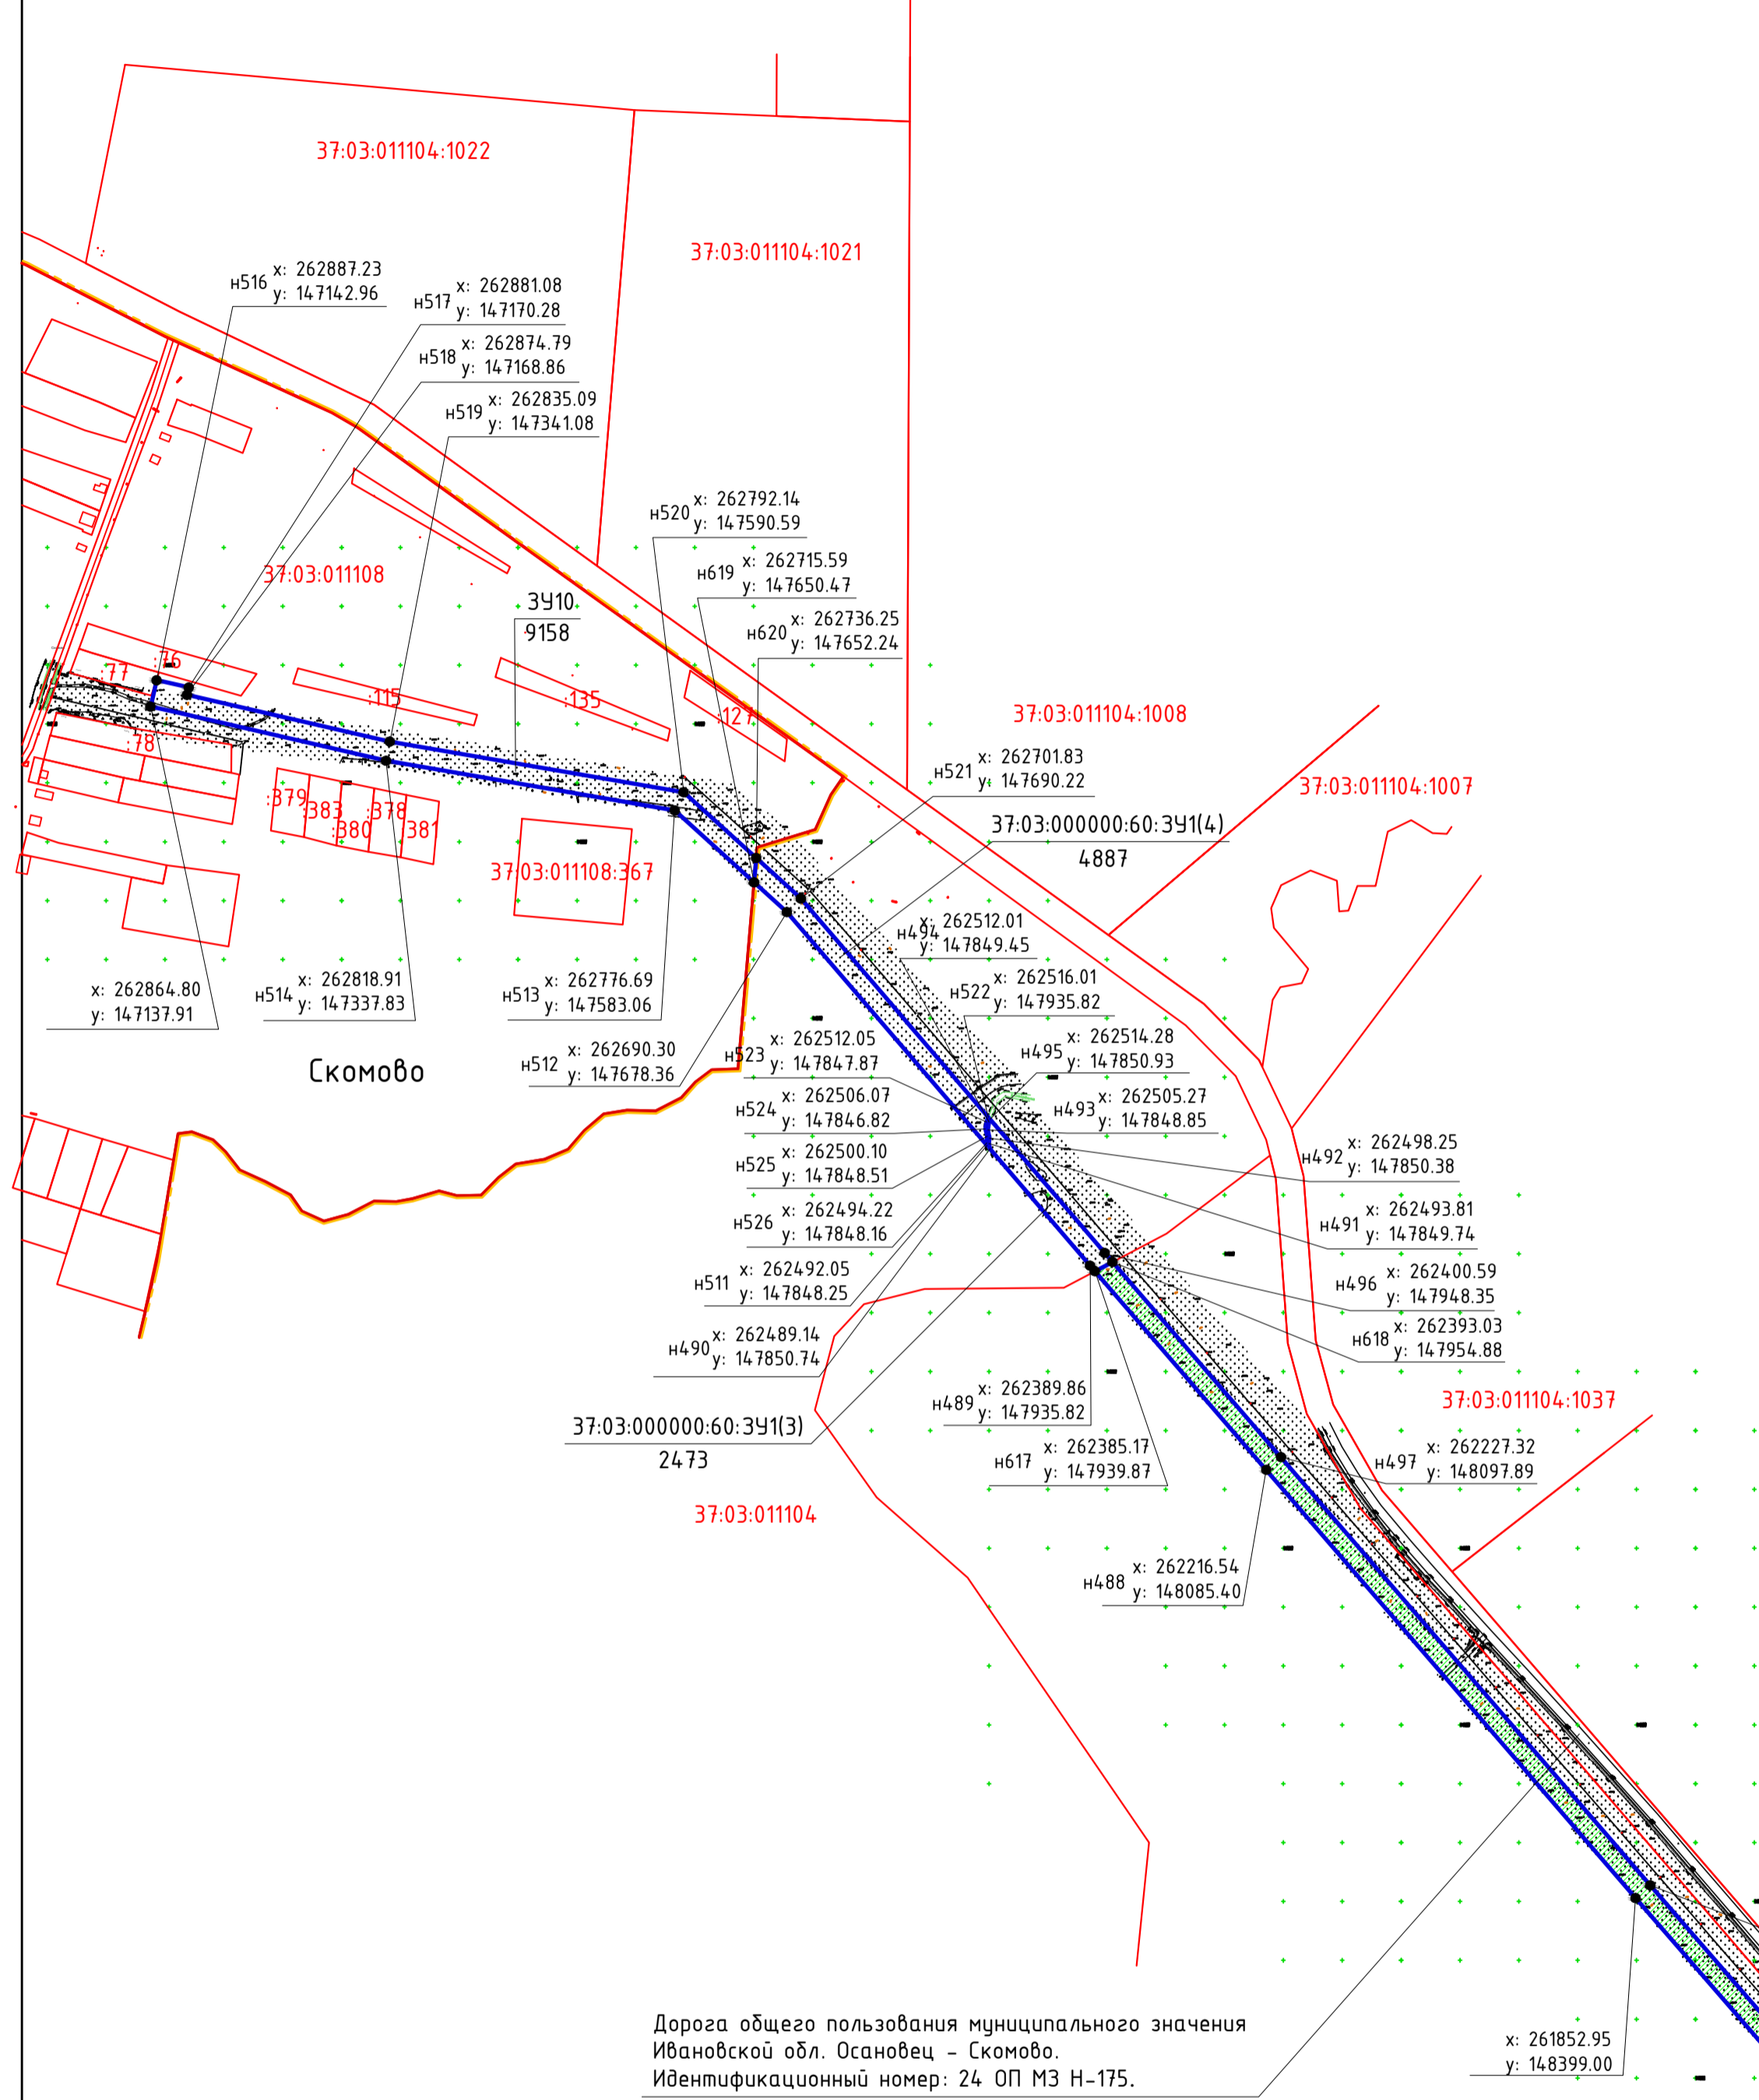 37:03:011104:1022
37:03:011104:1021
н516 x: 262887.23
y: 147142.96
н517 x: 262881.08
y: 147170.28
н518 x: 262874.79
y: 147168.86
н519 x: 262835.09
y: 147341.08
н520 x: 262792.14
y: 147590.59
н619 x: 262715.59
y: 147650.47
н620 x: 262736.25
y: 147652.24
37:03:011108
ЗУ10
9158
:77
:76
:115
:135
:127
:78
37:03:011104:1008
н521 x: 262701.83
y: 147690.22
37:03:011104:1007
:379
:383
:380
:378
381
37:03:000000:60:ЗУ1(4)
4887
37:03:011108:367
н494 x: 262512.01
y: 147849.45
x: 262864.80
y: 147137.91
н514 x: 262818.91
y: 147337.83
н513 x: 262776.69
y: 147583.06
н522 x: 262516.01
y: 147935.82
Скомово
н512 x: 262690.30
y: 147678.36
н523 x: 262512.05
y: 147847.87
н495 x: 262514.28
y: 147850.93
н524 x: 262506.07
y: 147846.82
н493 x: 262505.27
y: 147848.85
н525 x: 262500.10
y: 147848.51
н492 x: 262498.25
y: 147850.38
н526 x: 262494.22
y: 147848.16
н491 x: 262493.81
y: 147849.74
н511 x: 262492.05
y: 147848.25
н496 x: 262400.59
y: 147948.35
н490 x: 262489.14
y: 147850.74
н618 x: 262393.03
y: 147954.88
н489 x: 262389.86
y: 147935.82
37:03:011104:1037
37:03:000000:60:ЗУ1(3)
2473
н617 x: 262385.17
y: 147939.87
н497 x: 262227.32
y: 148097.89
37:03:011104
н488 x: 262216.54
y: 148085.40
Дорога общего пользования муниципального значения
Ивановской обл. Осановец - Скомово.
Идентификационный номер: 24 ОП МЗ Н-175.
x: 261852.95
y: 148399.00